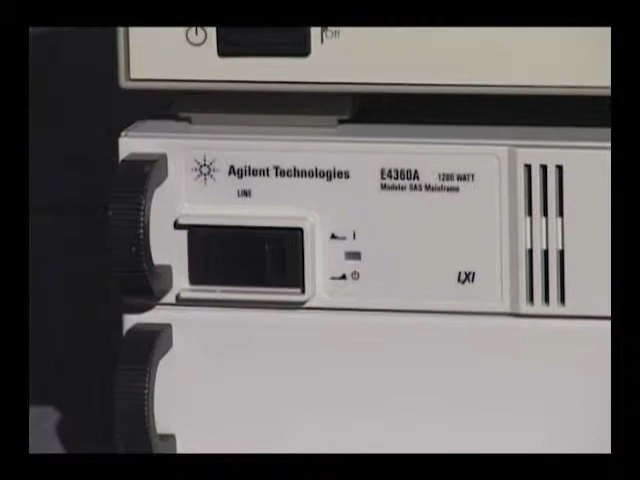 Off
Agilent Technologies
E4360A 1200 WATT
Modular SAS Mainframe
LINE
LXI